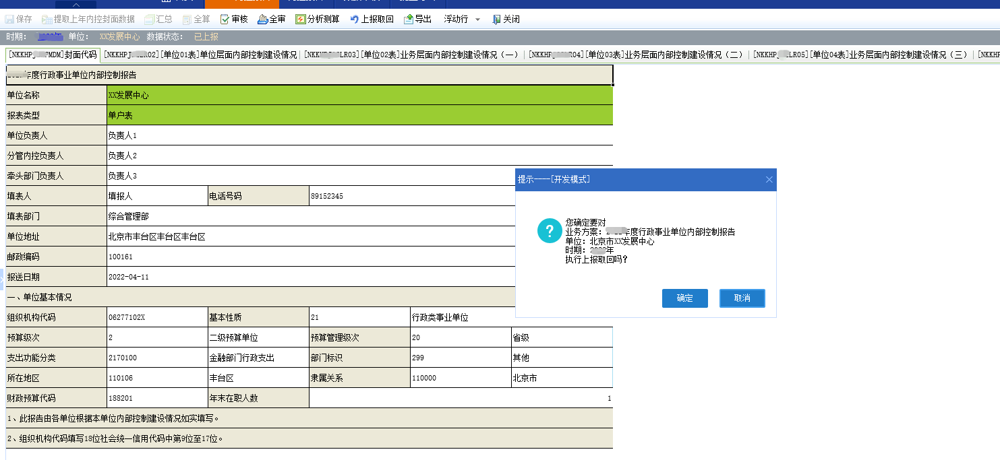 保存 提取上年内控封面数据 汇总 全算 审核 全审 分析测算 上报取回 导出 浮动行 关闭
时期: 单位: XX发展中心 数据状态: 已上报
[NKKHPJ MDM]封面代码 [NKKHPJ R02][单位01表]单位层面内部控制建设情况 [NKK LR03][单位02表]业务层面内部控制建设情况（一） [NKKHP R04][单位03表]业务层面内部控制建设情况（二） [NKKHP LR05][单位04表]业务层面内部控制建设情况（三） [NKKHP
年度行政事业单位内部控制报告
单位名称 XX发展中心
报表类型 单户表
单位负责人 负责人1
分管内控负责人 负责人2
牵头部门负责人 负责人3
填表人 填报人 电话号码 89152345
填表部门 综合管理部
单位地址 北京市丰台区丰台区丰台区
邮政编码 100161
报送日期 2022-04-11
一、单位基本情况
组织机构代码 06277102X 基本性质 21 行政类事业单位
预算级次 2 二级预算单位 预算管理级次 20 省级
支出功能分类 2170100 金融部门行政支出 部门标识 299 其他
所在地区 110106 丰台区 隶属关系 110000 北京市
财政预算代码 188201 年末在职人数 1
1、此报告由各单位根据本单位内部控制建设情况如实填写。
2、组织机构代码填写18位社会统一信用代码中第9位至17位。
提示----[开发模式]
您确定要对
业务方案: 年度行政事业单位内部控制报告
单位: 北京市XX发展中心
时期: 年
执行上报取回吗?
确定 取消